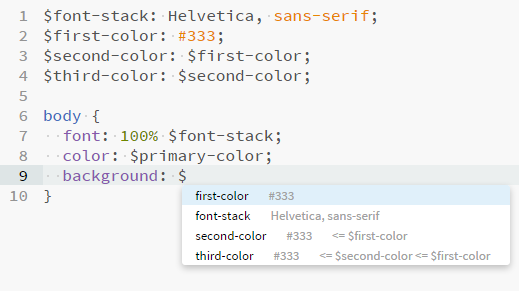 1 $font-stack: Helvetica, sans-serif;
2 $first-color: #333;
3 $second-color: $first-color;
4 $third-color: $second-color;
5
6 body {
7 font: 100% $font-stack;
8 color: $primary-color;
9 background: $
first-color #333
font-stack Helvetica, sans-serif
second-color #333 <= $first-color
third-color #333 <= $second-color <= $first-color
10 }